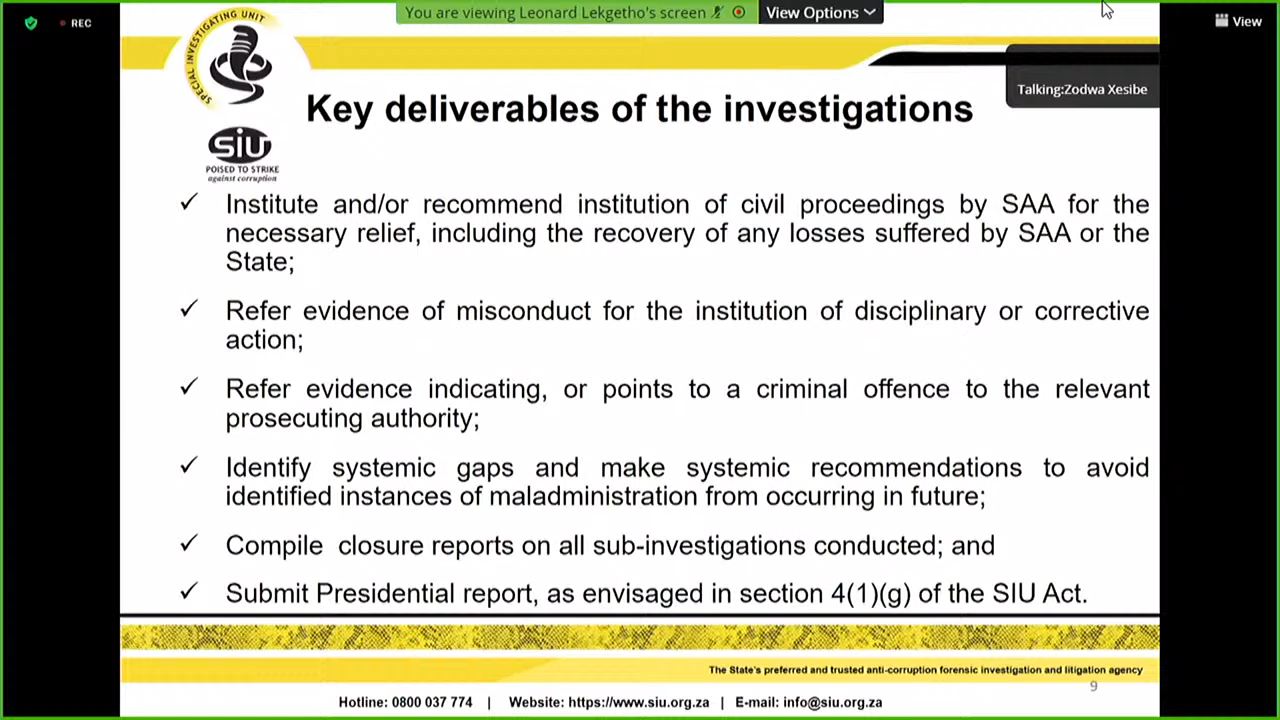 REC
You are viewing Leonard Lekgetho's screen
View Options
View
SPECIAL INVESTIGATING UNIT
Talking:Zodwa Xesibe
Key deliverables of the investigations
SIU
POISED TO STRIKE
against corruption
✓ Institute and/or recommend institution of civil proceedings by SAA for the
necessary relief, including the recovery of any losses suffered by SAA or the
State;
✓ Refer evidence of misconduct for the institution of disciplinary or corrective
action;
✓ Refer evidence indicating, or points to a criminal offence to the relevant
prosecuting authority;
✓ Identify systemic gaps and make systemic recommendations to avoid
identified instances of maladministration from occurring in future;
✓ Compile closure reports on all sub-investigations conducted; and
✓ Submit Presidential report, as envisaged in section 4(1)(g) of the SIU Act.
The State's preferred and trusted anti-corruption forensic investigation and litigation agency
9
Hotline: 0800 037 774 | Website: https://www.siu.org.za | E-mail: info@siu.org.za